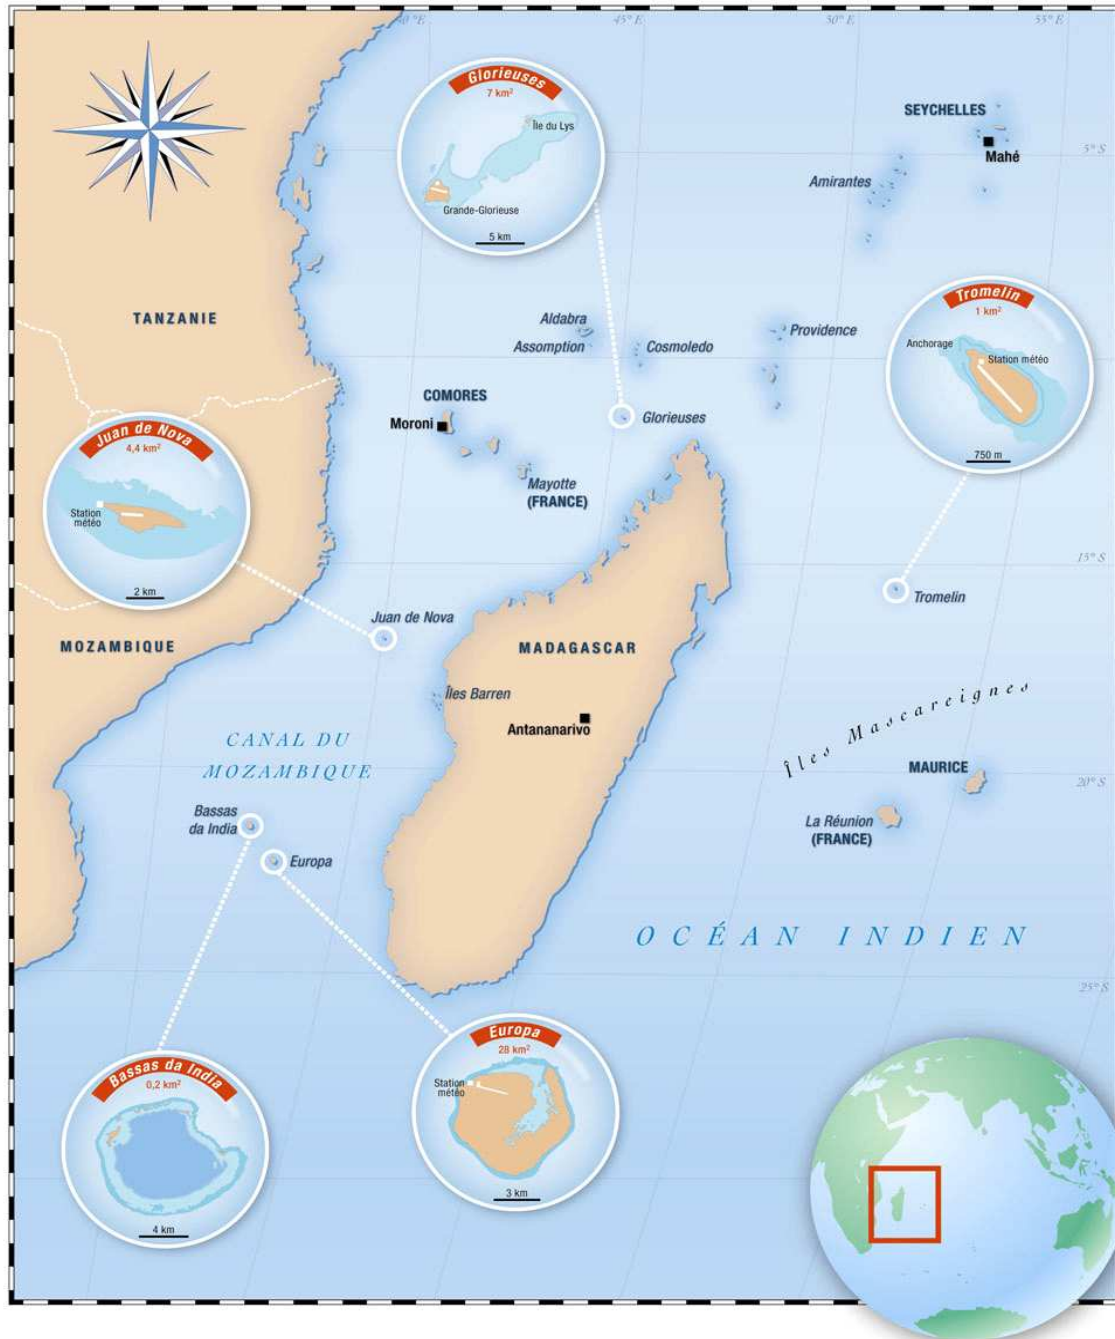 40° E
45° E
50° E
55° E
Glorieuses
7 km²
Île du Lys
Grande-Glorieuse
5 km
SEYCHELLES
Mahé
5° S
Amirantes
TANZANIE
Aldabra
Assomption
Cosmoledo
Providence
Tromelin
1 km²
Anchorage
Station météo
750 m
COMORES
Moroni
Glorieuses
Mayotte
(FRANCE)
Juan de Nova
4,4 km²
Station
météo
2 km
15° S
Tromelin
Juan de Nova
MOZAMBIQUE
MADAGASCAR
Îles Barren
Antananarivo
Îles Mascareignes
CANAL DU
MOZAMBIQUE
MAURICE
20° S
Bassas
da India
La Réunion
(FRANCE)
Europa
OCÉAN INDIEN
25° S
Europa
28 km²
Station
météo
3 km
Bassas da India
0,2 km²
4 km